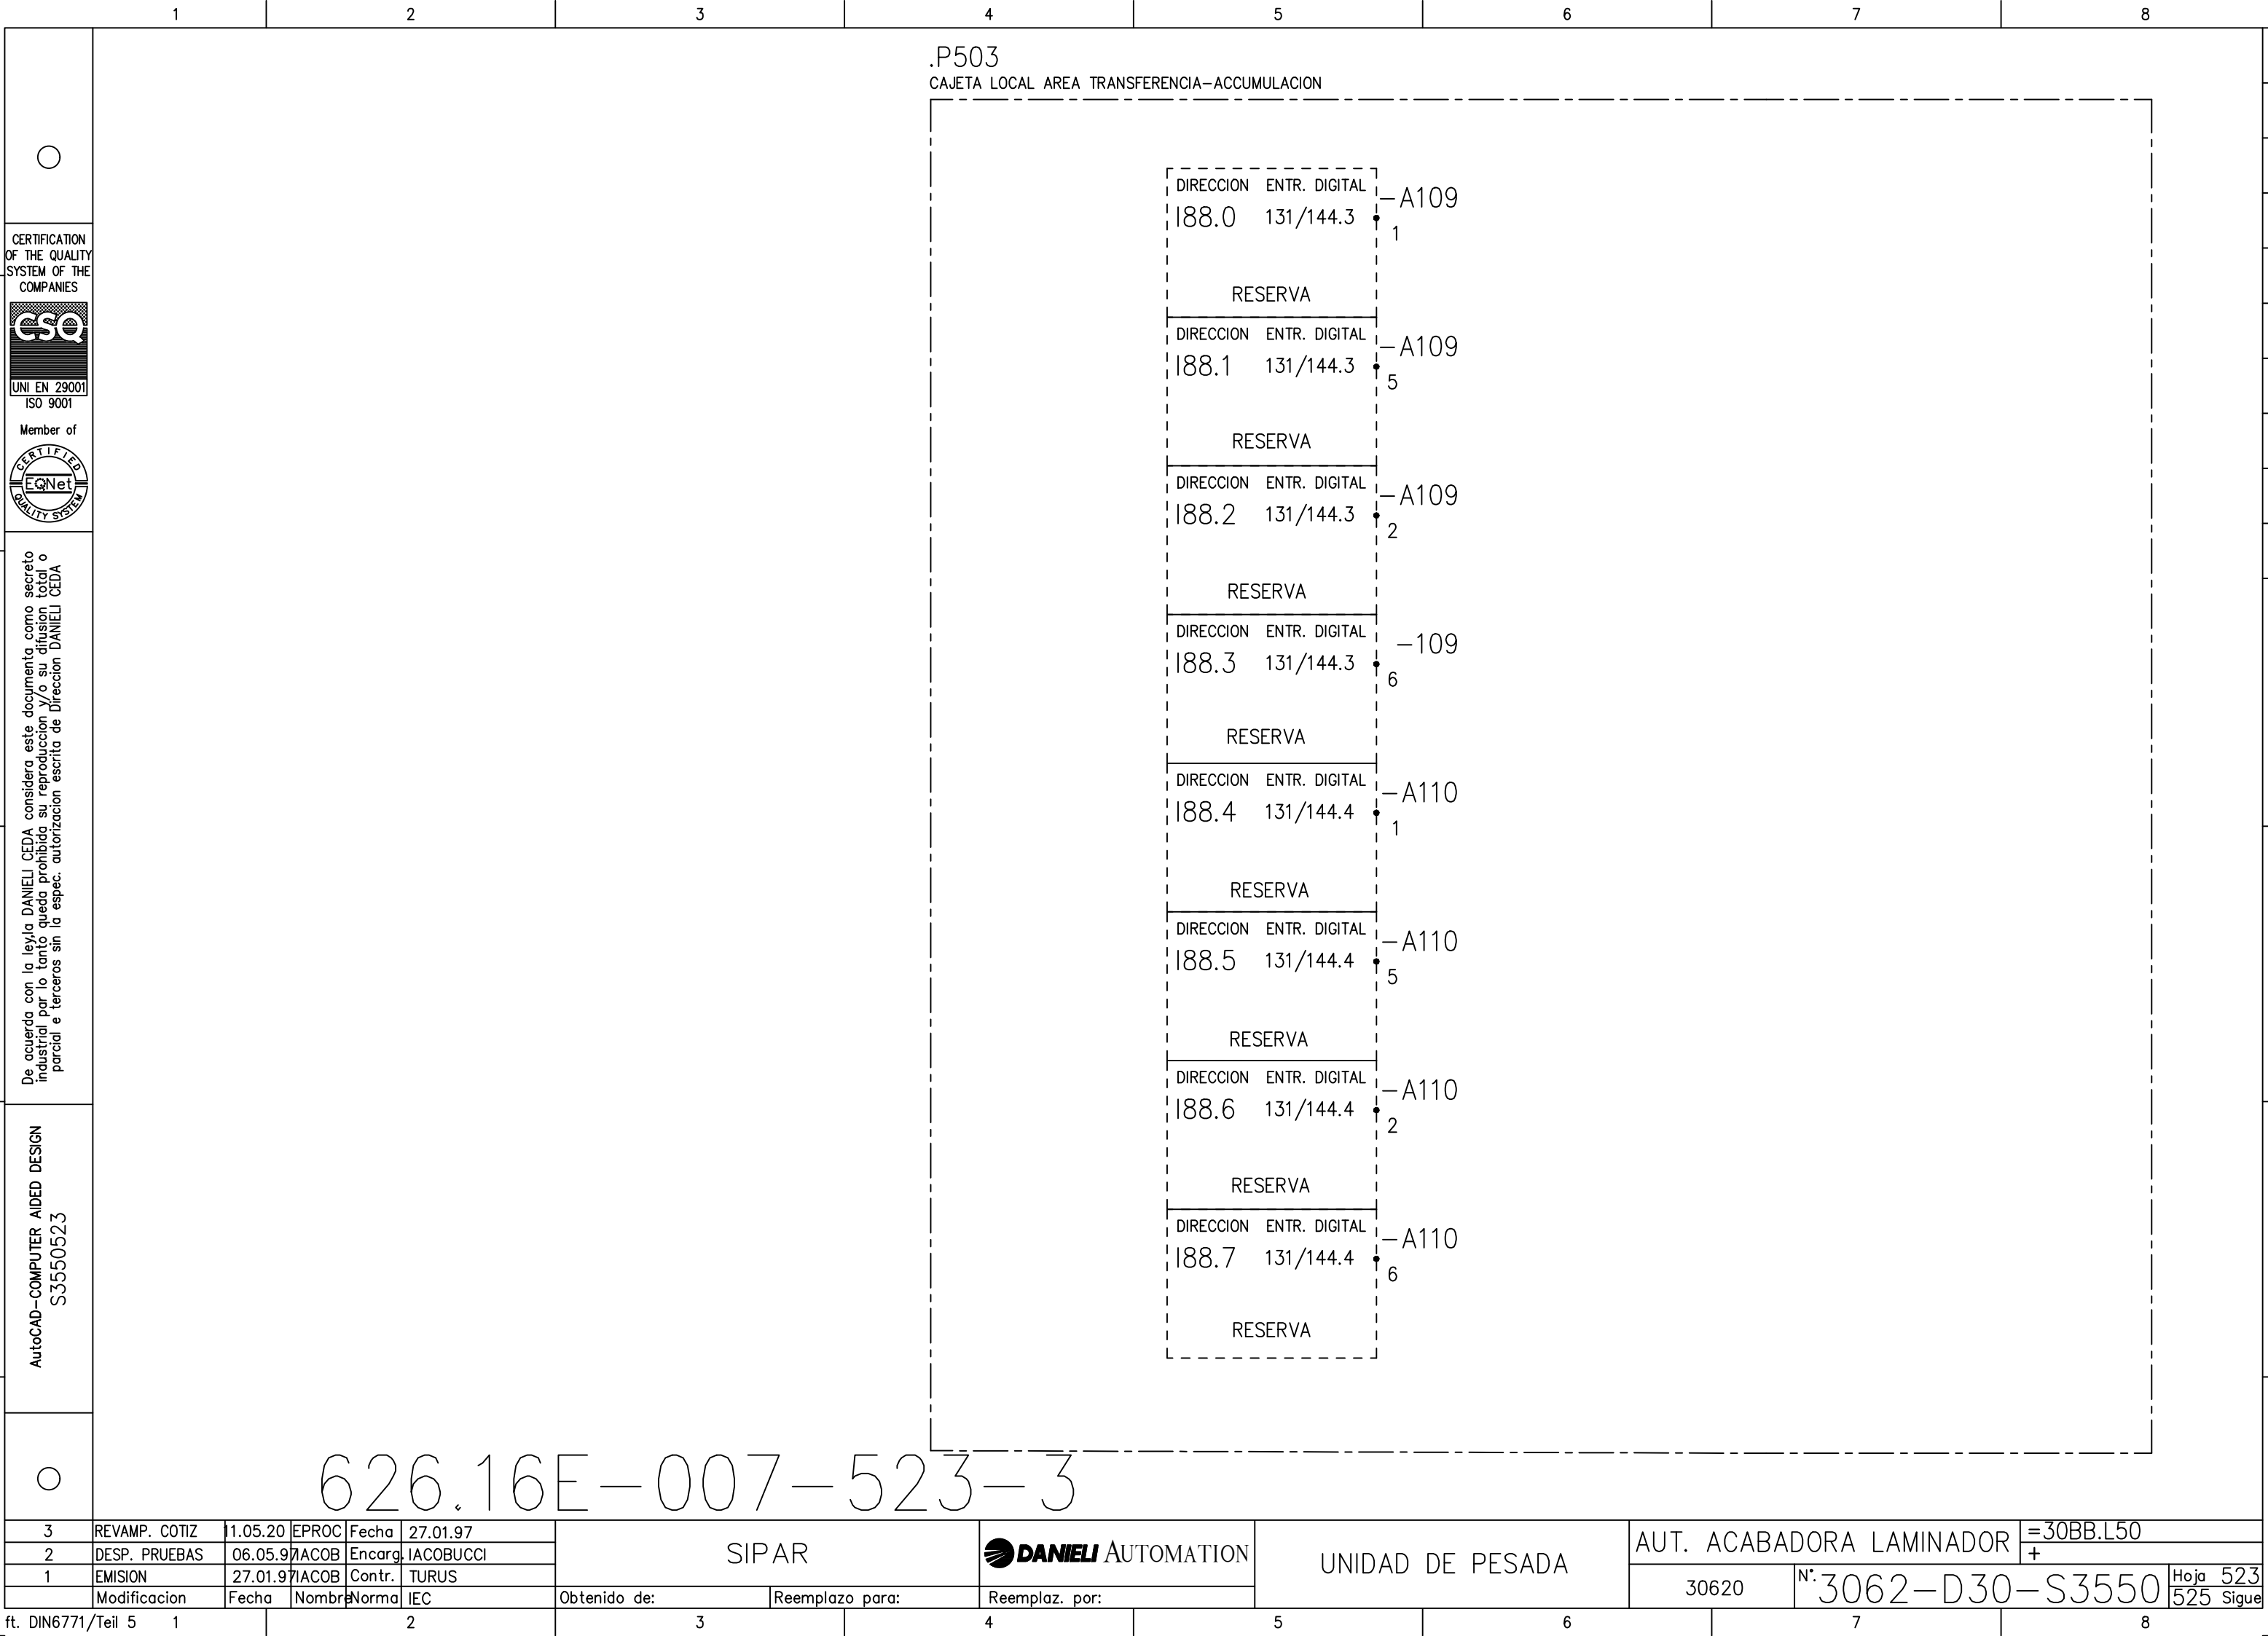 1 2 3 4 5 6 7 8
.P503
CAJETA LOCAL AREA TRANSFERENCIA-ACCUMULACION
DIRECCION ENTR. DIGITAL
I88.0 131/144.3
-A109
1
RESERVA
DIRECCION ENTR. DIGITAL
I88.1 131/144.3
-A109
5
RESERVA
DIRECCION ENTR. DIGITAL
I88.2 131/144.3
-A109
2
RESERVA
DIRECCION ENTR. DIGITAL
I88.3 131/144.3
-109
6
RESERVA
DIRECCION ENTR. DIGITAL
I88.4 131/144.4
-A110
1
RESERVA
DIRECCION ENTR. DIGITAL
I88.5 131/144.4
-A110
5
RESERVA
DIRECCION ENTR. DIGITAL
I88.6 131/144.4
-A110
2
RESERVA
DIRECCION ENTR. DIGITAL
I88.7 131/144.4
-A110
6
RESERVA
CERTIFICATION
OF THE QUALITY
SYSTEM OF THE
COMPANIES
CSQ
UNI EN 29001
ISO 9001
Member of
CERTIFIED
EQNet
QUALITY SYSTEM
De acuerda con la ley,la DANIELI CEDA considera este documenta como secreto
industrial par lo tanto queda prohibida su reproduccion y/o su difusion total o
parcial e terceros sin la espec. autorizacion escrita de Direccion DANIELI CEDA
AutoCAD-COMPUTER AIDED DESIGN
S3550523
626.16E-007-523-3
3 REVAMP. COTIZ 11.05.20 EPROC Fecha 27.01.97
2 DESP. PRUEBAS 06.05.97 IACOB Encarg. IACOBUCCI
1 EMISION 27.01.97 IACOB Contr. TURUS
Modificacion Fecha Nombre Norma IEC
SIPAR
Obtenido de: Reemplazo para: Reemplaz. por:
DANIELI AUTOMATION
UNIDAD DE PESADA
AUT. ACABADORA LAMINADOR
=30BB.L50
+
30620
N°. 3062-D30-S3550
Hoja 523
525 Sigue
ft. DIN6771/Teil 5 1 2 3 4 5 6 7 8